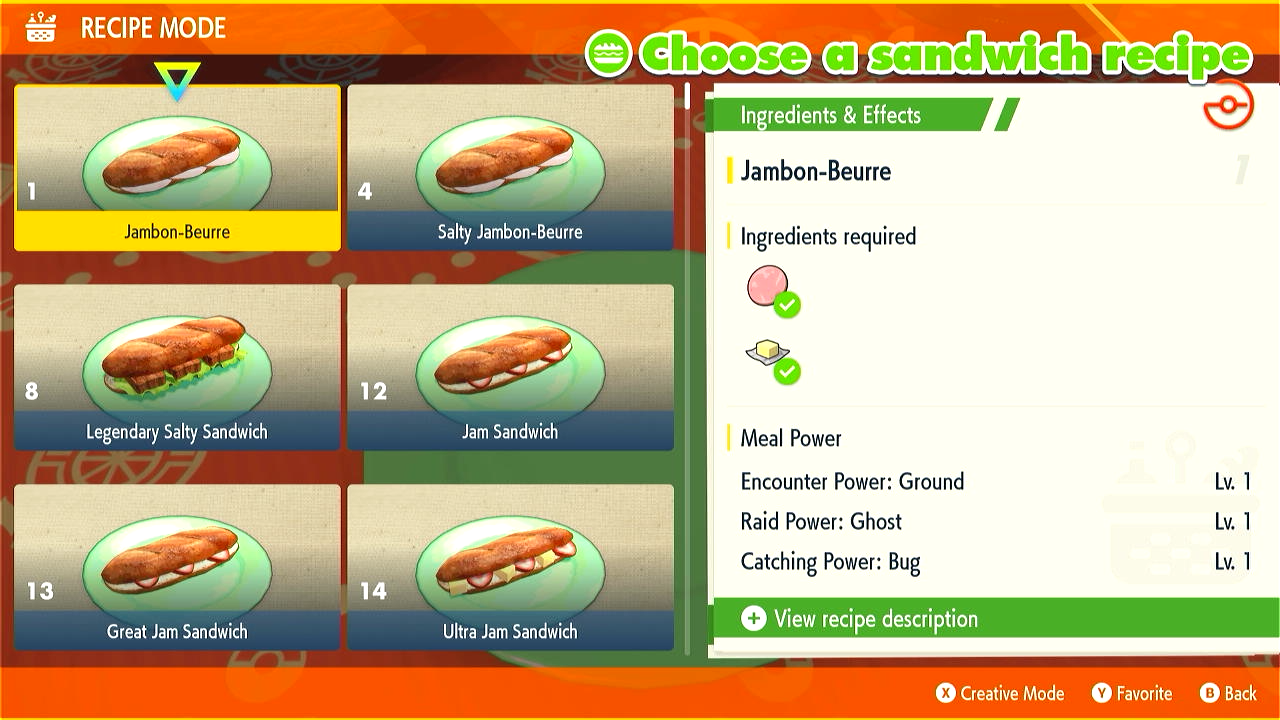 RECIPE MODE
Choose a sandwich recipe
1
Jambon-Beurre
4
Salty Jambon-Beurre
8
Legendary Salty Sandwich
12
Jam Sandwich
13
Great Jam Sandwich
14
Ultra Jam Sandwich
Ingredients & Effects
Jambon-Beurre 1
Ingredients required
Meal Power
Encounter Power: Ground Lv. 1
Raid Power: Ghost Lv. 1
Catching Power: Bug Lv. 1
+ View recipe description
X Creative Mode Y Favorite B Back